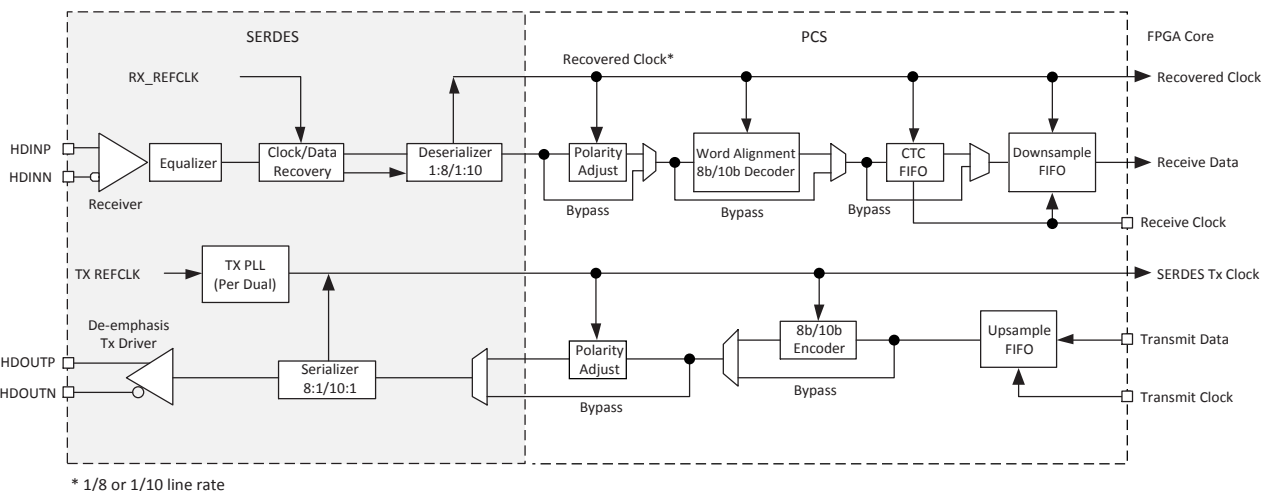 SERDES
PCS
FPGA Core
RX_REFCLK
Recovered Clock*
Recovered Clock
HDINP
HDINN
Receiver
Equalizer
Clock/Data
Recovery
Deserializer
1:8/1:10
Polarity
Adjust
Bypass
Word Alignment
8b/10b Decoder
Bypass
CTC
FIFO
Bypass
Downsample
FIFO
Receive Data
Receive Clock
TX REFCLK
TX PLL
(Per Dual)
SERDES Tx Clock
De-emphasis
Tx Driver
HDOUTP
HDOUTN
Serializer
8:1/10:1
Polarity
Adjust
Bypass
8b/10b
Encoder
Bypass
Upsample
FIFO
Transmit Data
Transmit Clock
* 1/8 or 1/10 line rate